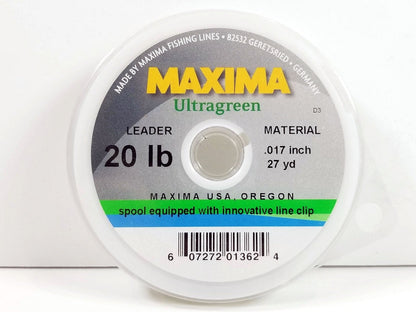 MADE BY MAXIMA FISHING LINES • 82532 GERETSRIED • GERMANY
MAXIMA
Ultragreen
D3
LEADER MATERIAL
20 lb
.017 inch
27 yd
MAXIMA USA, OREGON
spool equipped with innovative line clip
6 07272 01362 4